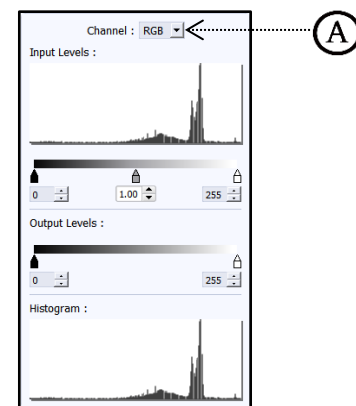 Channel : RGB
A
Input Levels :
0 1.00 255
Output Levels :
0 255
Histogram :